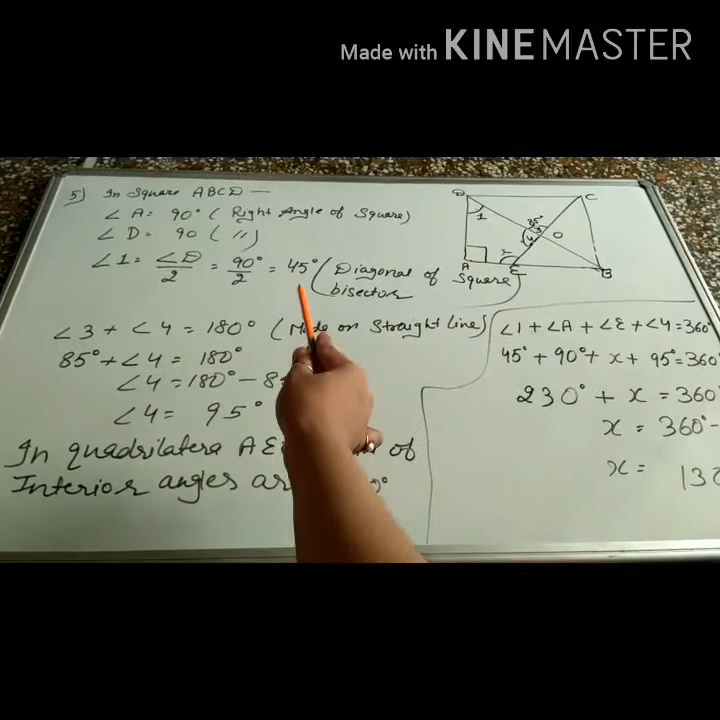 Made with KINEMASTER
5) In Square ABCD —
∠A = 90° (Right Angle of Square)
∠D = 90 ( " )
∠1 = ∠D/2 = 90°/2 = 45° (Diagonal of Square bisector
∠3 + ∠4 = 180° (Made on Straight line)
85° + ∠4 = 180°
∠4 = 180° - 8
∠4 = 95°
In quadrilatera AE of
Interior angles ar
D
C
1
85°
3
4
O
x
A
E
B
∠1 + ∠A + ∠E + ∠4 = 360°
45° + 90° + x + 95° = 360°
230° + x = 360
x = 360° -
x = 130